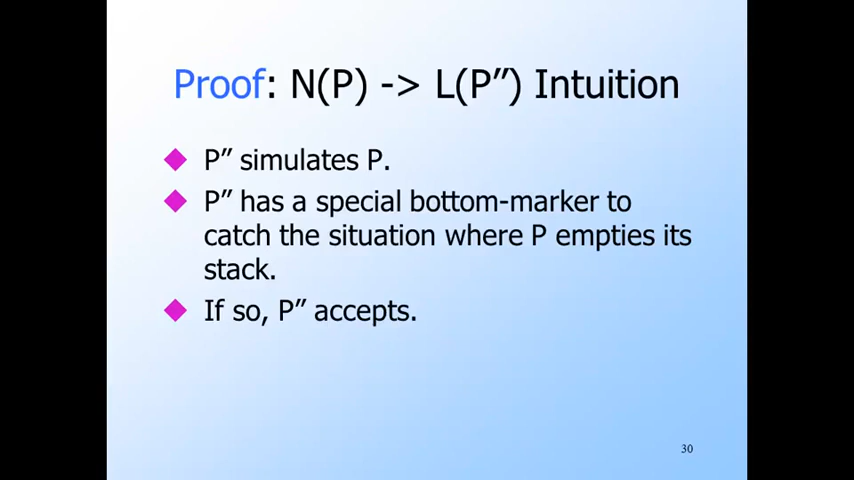 Proof: N(P) -> L(P”) Intuition
P” simulates P.
P” has a special bottom-marker to
catch the situation where P empties its
stack.
If so, P” accepts.
30